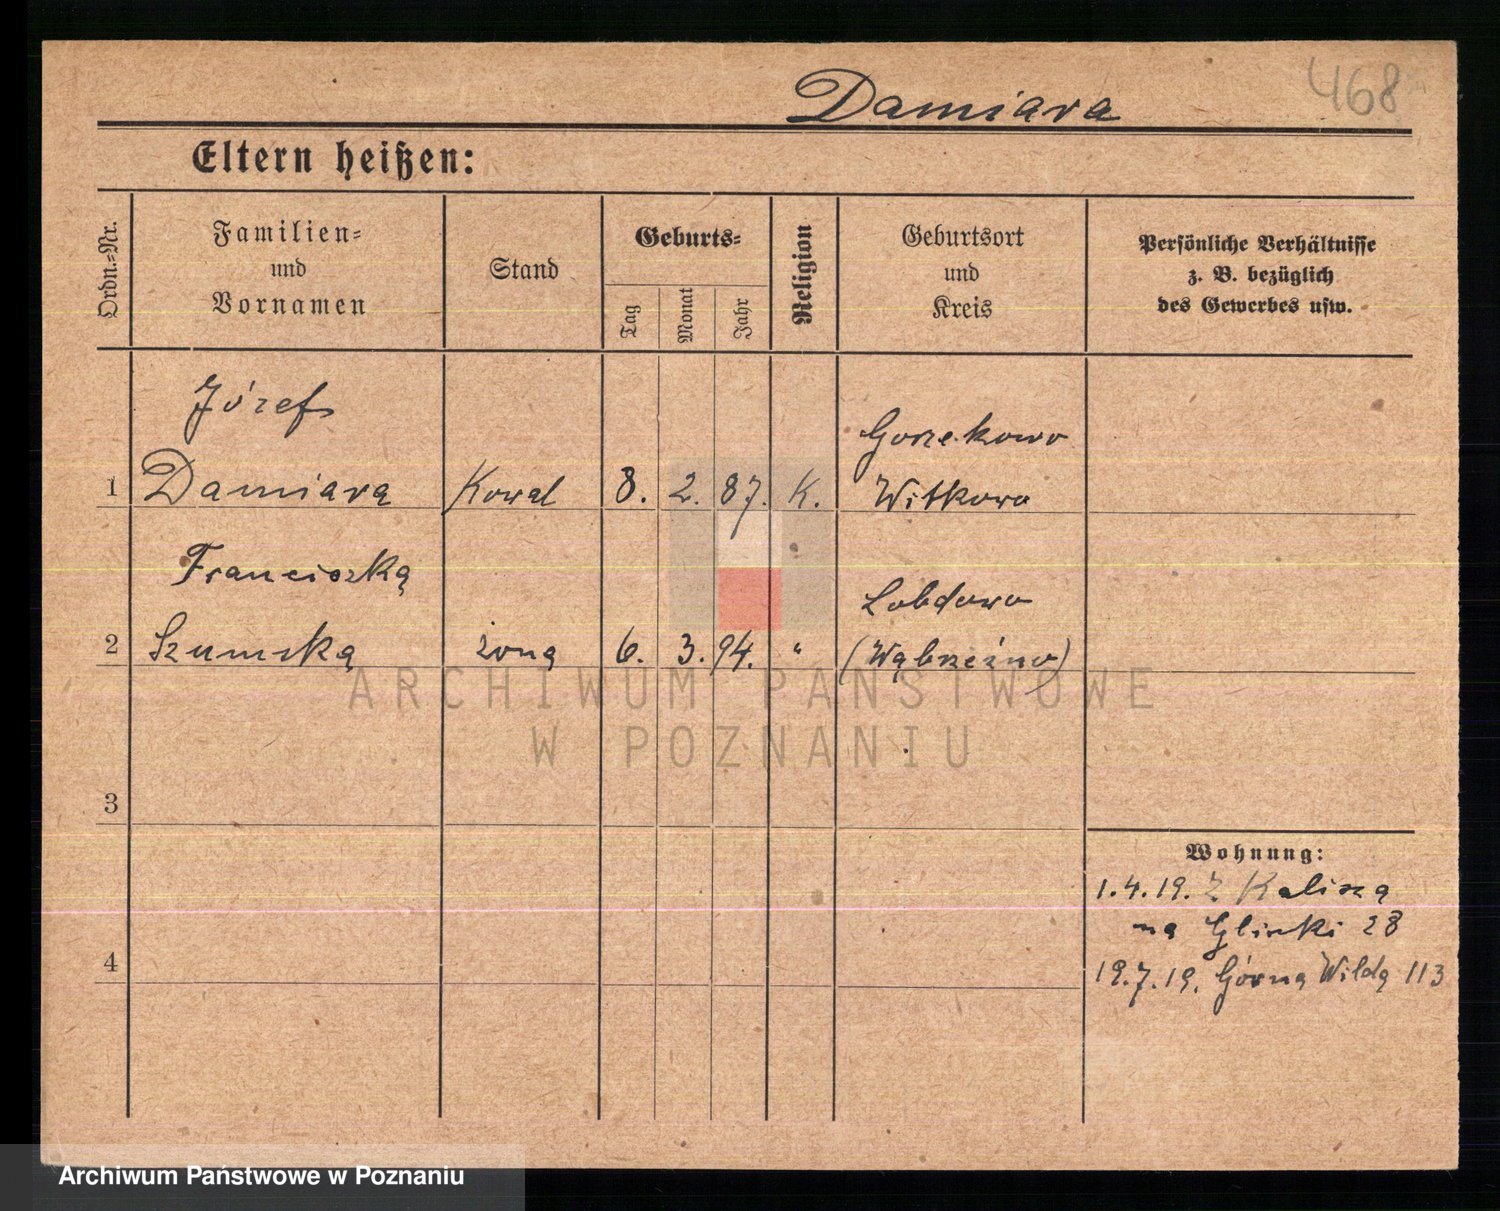 468
Damiara
Eltern heißen:
Ordn.-Nr.
Familien-
und
Vornamen
Stand
Geburts-
Tag
Monat
Jahr
Religion
Geburtsort
und
Kreis
Persönliche Verhältnisse
z. B. bezüglich
des Gewerbes usw.
Józef
1 Damiara Kowal 8. 2. 87. K.
Gorzekowo
Witkowo
Franciszka
2 Szumska żona 6. 3. 94. "
Lobdowo
(Wąbrzeźno)
ARCHIWUM PAŃSTWOWE
W POZNANIU
3
Wohnung:
1.4.19. Z Kalisza
na Glinki 28
4
19.7.19. Górna Wilda 113
Archiwum Państwowe w Poznaniu